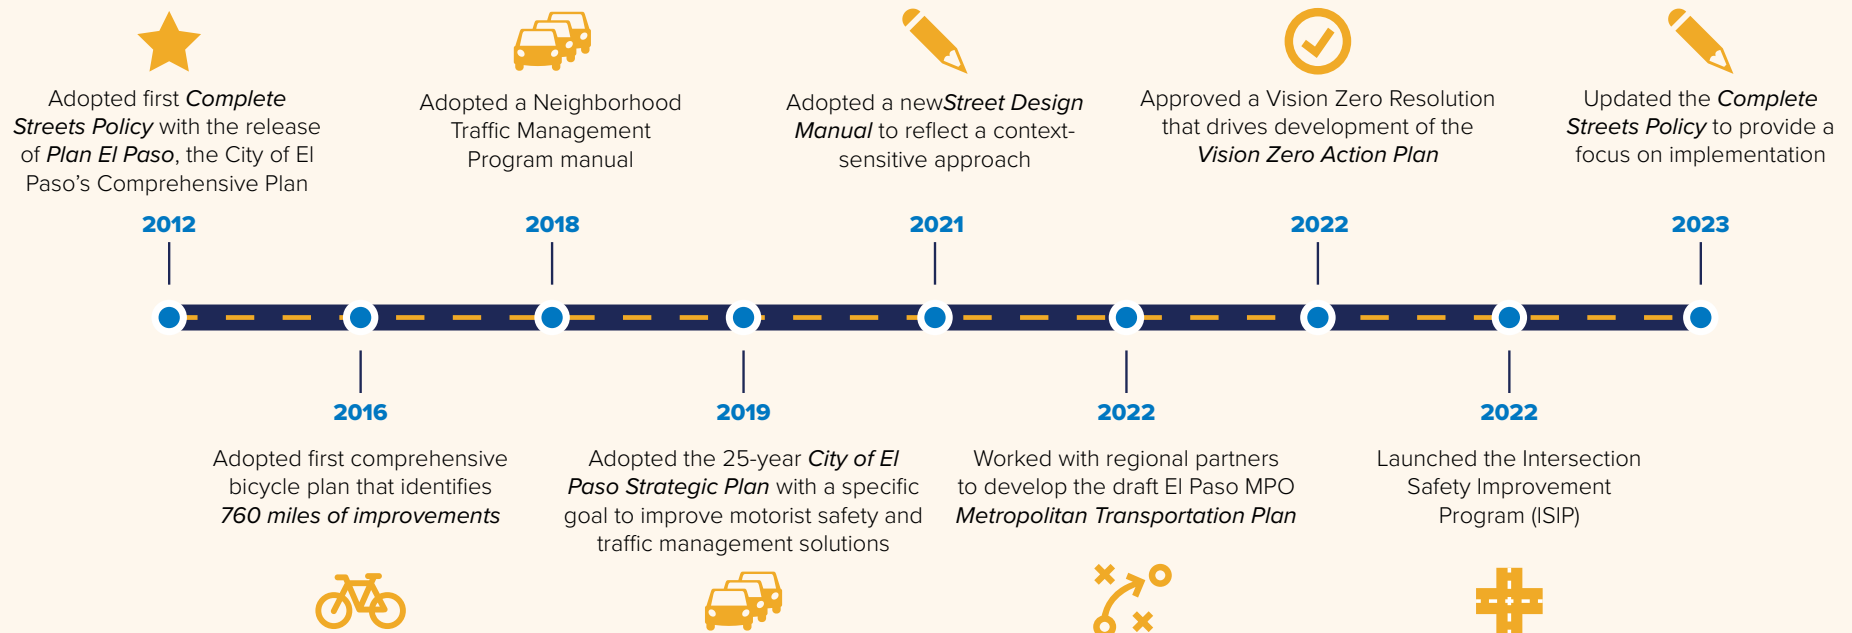 Adopted first Complete
Streets Policy with the release
of Plan El Paso, the City of El
Paso's Comprehensive Plan
2012
Adopted a Neighborhood
Traffic Management
Program manual
2018
Adopted a newStreet Design
Manual to reflect a context-
sensitive approach
2021
Approved a Vision Zero Resolution
that drives development of the
Vision Zero Action Plan
2022
Updated the Complete
Streets Policy to provide a
focus on implementation
2023
2016
Adopted first comprehensive
bicycle plan that identifies
760 miles of improvements
2019
Adopted the 25-year City of El
Paso Strategic Plan with a specific
goal to improve motorist safety and
traffic management solutions
2022
Worked with regional partners
to develop the draft El Paso MPO
Metropolitan Transportation Plan
2022
Launched the Intersection
Safety Improvement
Program (ISIP)